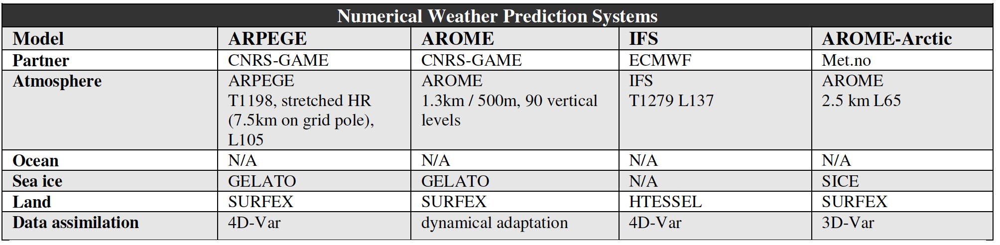 Numerical Weather Prediction Systems
Model ARPEGE AROME IFS AROME-Arctic
Partner CNRS-GAME CNRS-GAME ECMWF Met.no
Atmosphere ARPEGE AROME IFS AROME
T1198, stretched HR 1.3km / 500m, 90 vertical T1279 L137 2.5 km L65
(7.5km on grid pole), levels
L105
Ocean N/A N/A N/A N/A
Sea ice GELATO GELATO N/A SICE
Land SURFEX SURFEX HTESSEL SURFEX
Data assimilation 4D-Var dynamical adaptation 4D-Var 3D-Var